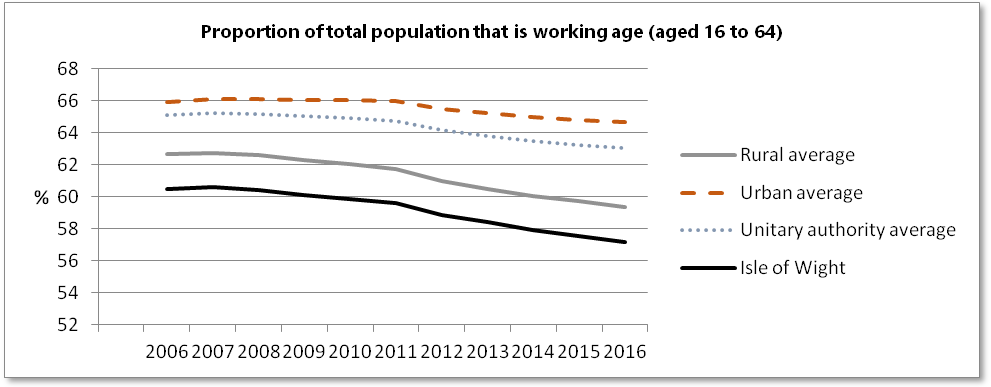 Proportion of total population that is working age (aged 16 to 64)
68
66
64
62
60
58
56
54
52
%
2006 2007 2008 2009 2010 2011 2012 2013 2014 2015 2016
Rural average
Urban average
Unitary authority average
Isle of Wight